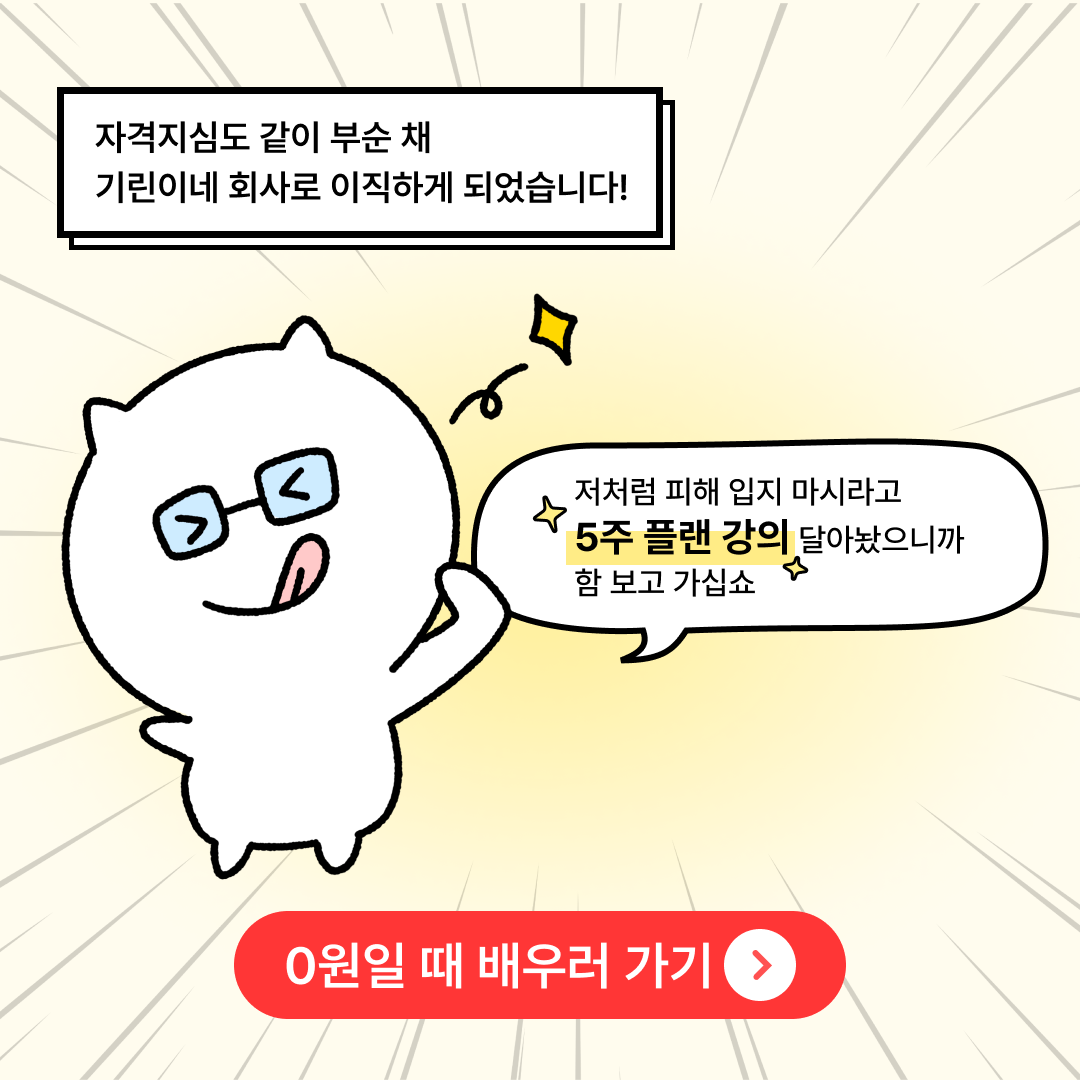 자격지심도 같이 부순 채
기린이네 회사로 이직하게 되었습니다!
저처럼 피해 입지 마시라고
5주 플랜 강의 달아놨으니까
함 보고 가십쇼
0원일 때 배우러 가기